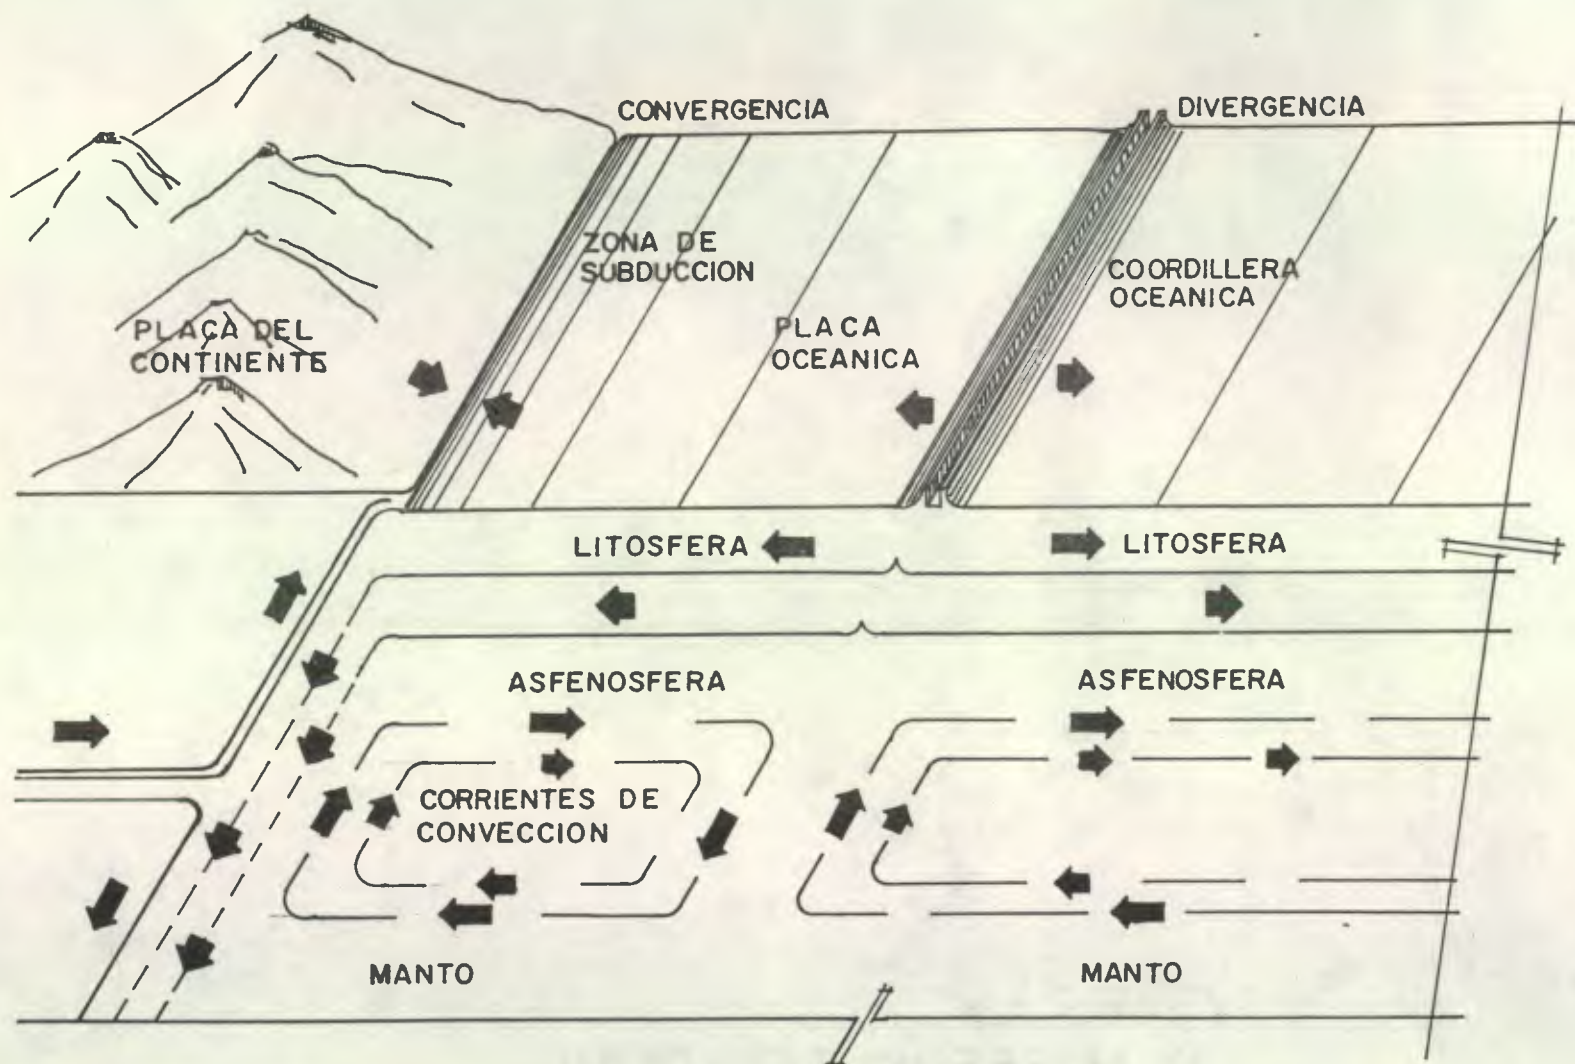 CONVERGENCIA
DIVERGENCIA
ZONA DE
SUBDUCCION
COORDILLERA
OCEANICA
PLACA DEL
CONTINENTE
PLACA
OCEANICA
LITOSFERA
LITOSFERA
ASFENOSFERA
ASFENOSFERA
CORRIENTES DE
CONVECCION
MANTO
MANTO